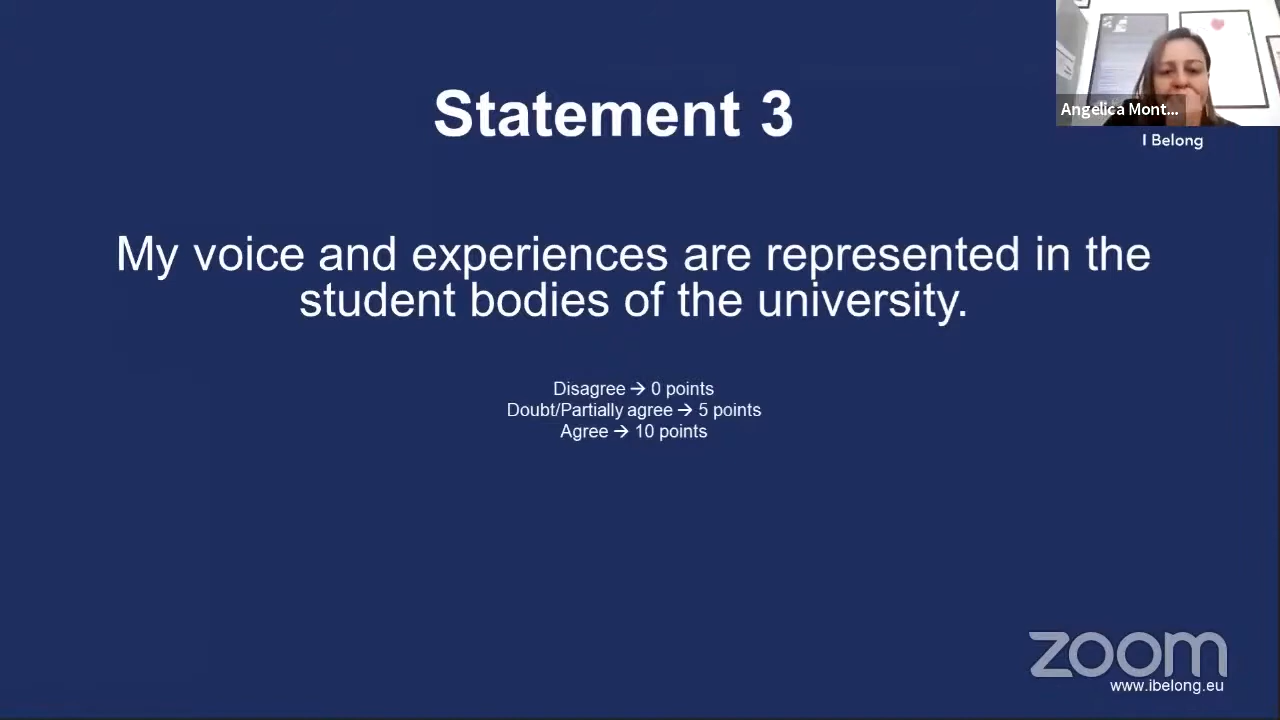 Statement 3
Angelica Mont...
I Belong
My voice and experiences are represented in the
student bodies of the university.
Disagree → 0 points
Doubt/Partially agree → 5 points
Agree → 10 points
zoom
www.ibelong.eu